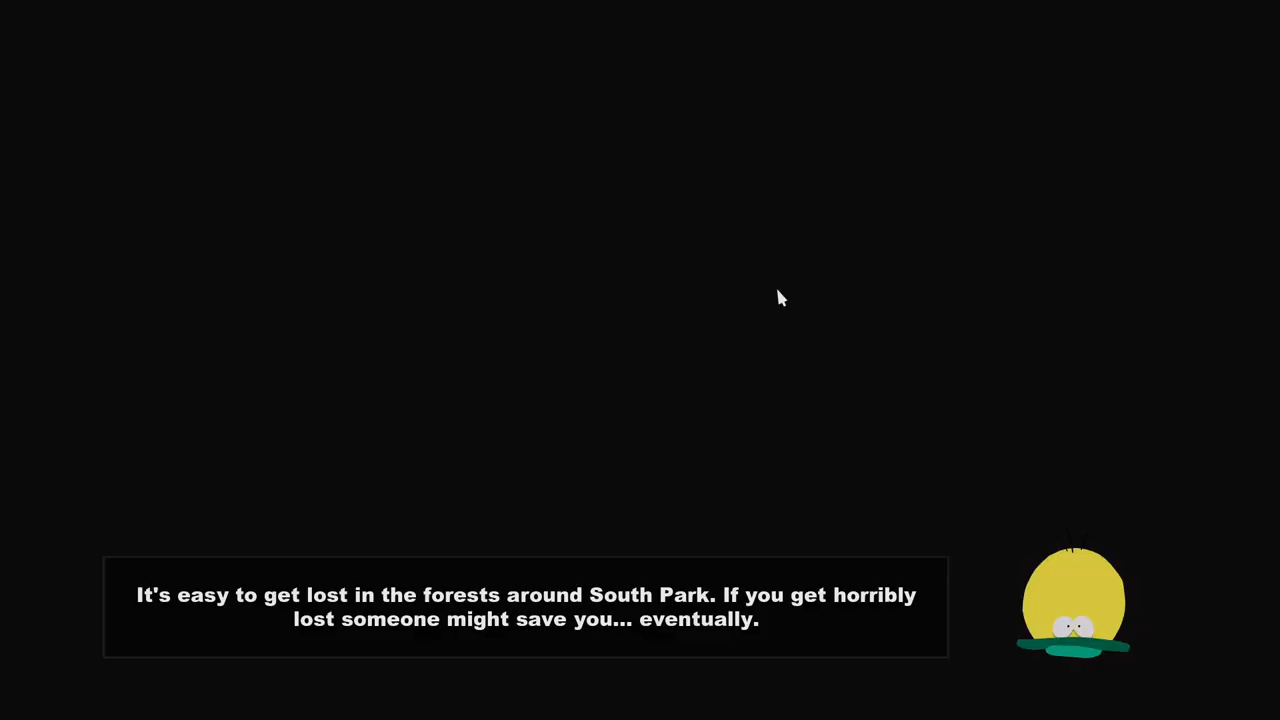 It's easy to get lost in the forests around South Park. If you get horribly
lost someone might save you... eventually.